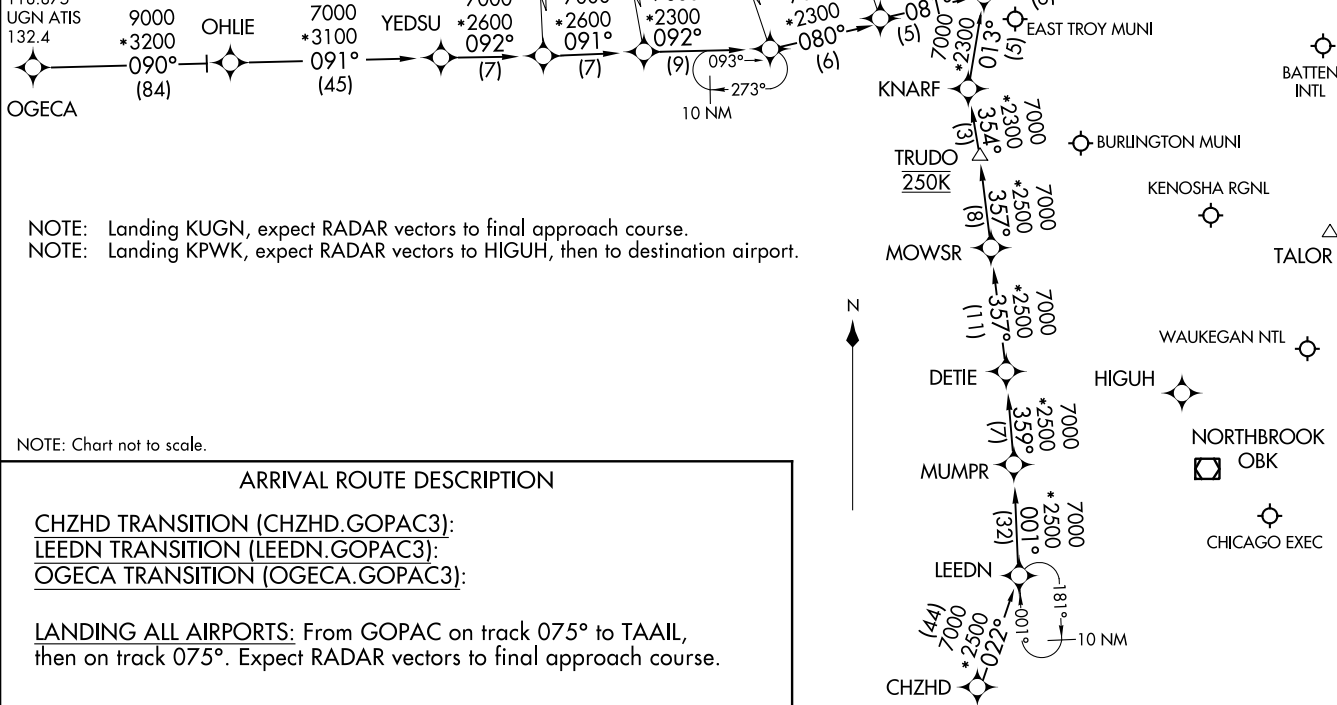 UGN ATIS
132.4
OGECA
9000
*3200
090°
(84)
OHLIE
7000
*3100
091°
(45)
YEDSU
*2600
092°
(7)
*2600
091°
(7)
*2300
092°
(9)
093°
273°
10 NM
*2300
080°
(6)
(5)
7000
*2300
013°
(5)
EAST TROY MUNI
BATTEN
INTL
KNARF
7000
*2300
354°
(3)
TRUDO
250K
BURLINGTON MUNI
KENOSHA RGNL
TALOR
7000
*2500
357°
(8)
MOWSR
7000
*2500
357°
(11)
DETIE
WAUKEGAN NTL
HIGUH
7000
*2500
359°
(7)
MUMPR
NORTHBROOK
OBK
CHICAGO EXEC
7000
*2500
001°
(32)
LEEDN
181°
001°
10 NM
(44)
7000
*2500
022°
CHZHD
N
NOTE: Landing KUGN, expect RADAR vectors to final approach course.
NOTE: Landing KPWK, expect RADAR vectors to HIGUH, then to destination airport.
NOTE: Chart not to scale.
ARRIVAL ROUTE DESCRIPTION
CHZHD TRANSITION (CHZHD.GOPAC3):
LEEDN TRANSITION (LEEDN.GOPAC3):
OGECA TRANSITION (OGECA.GOPAC3):
LANDING ALL AIRPORTS: From GOPAC on track 075° to TAAIL,
then on track 075°. Expect RADAR vectors to final approach course.